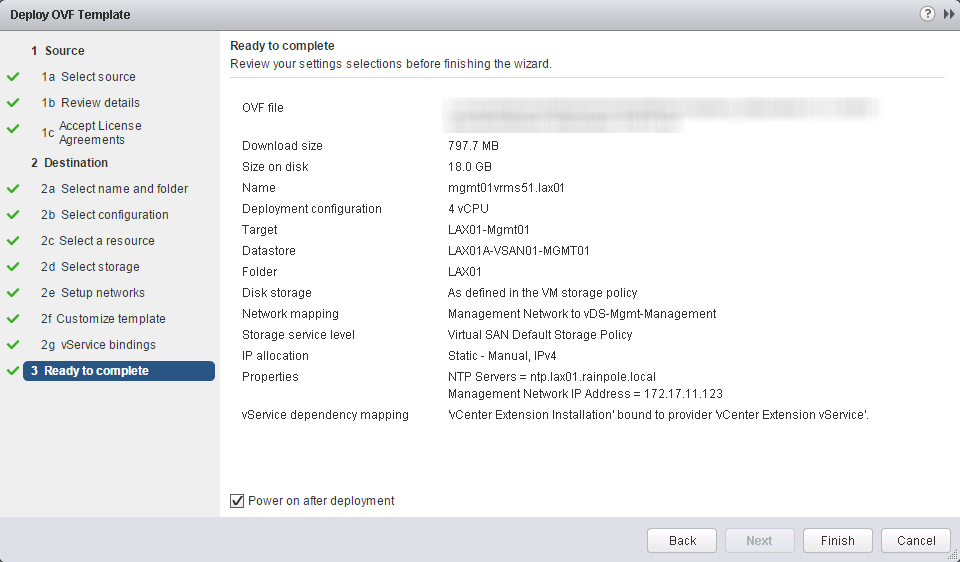 Deploy OVF Template
?
1 Source
1a Select source
1b Review details
1c Accept License
Agreements
2 Destination
2a Select name and folder
2b Select configuration
2c Select a resource
2d Select storage
2e Setup networks
2f Customize template
2g vService bindings
3 Ready to complete
Ready to complete
Review your settings selections before finishing the wizard.
OVF file
Download size 797.7 MB
Size on disk 18.0 GB
Name mgmt01vrms51.lax01
Deployment configuration 4 vCPU
Target LAX01-Mgmt01
Datastore LAX01A-VSAN01-MGMT01
Folder LAX01
Disk storage As defined in the VM storage policy
Network mapping Management Network to vDS-Mgmt-Management
Storage service level Virtual SAN Default Storage Policy
IP allocation Static - Manual, IPv4
Properties NTP Servers = ntp.lax01.rainpole.local
Management Network IP Address = 172.17.11.123
vService dependency mapping 'vCenter Extension Installation' bound to provider 'vCenter Extension vService'.
Power on after deployment
Back Next Finish Cancel